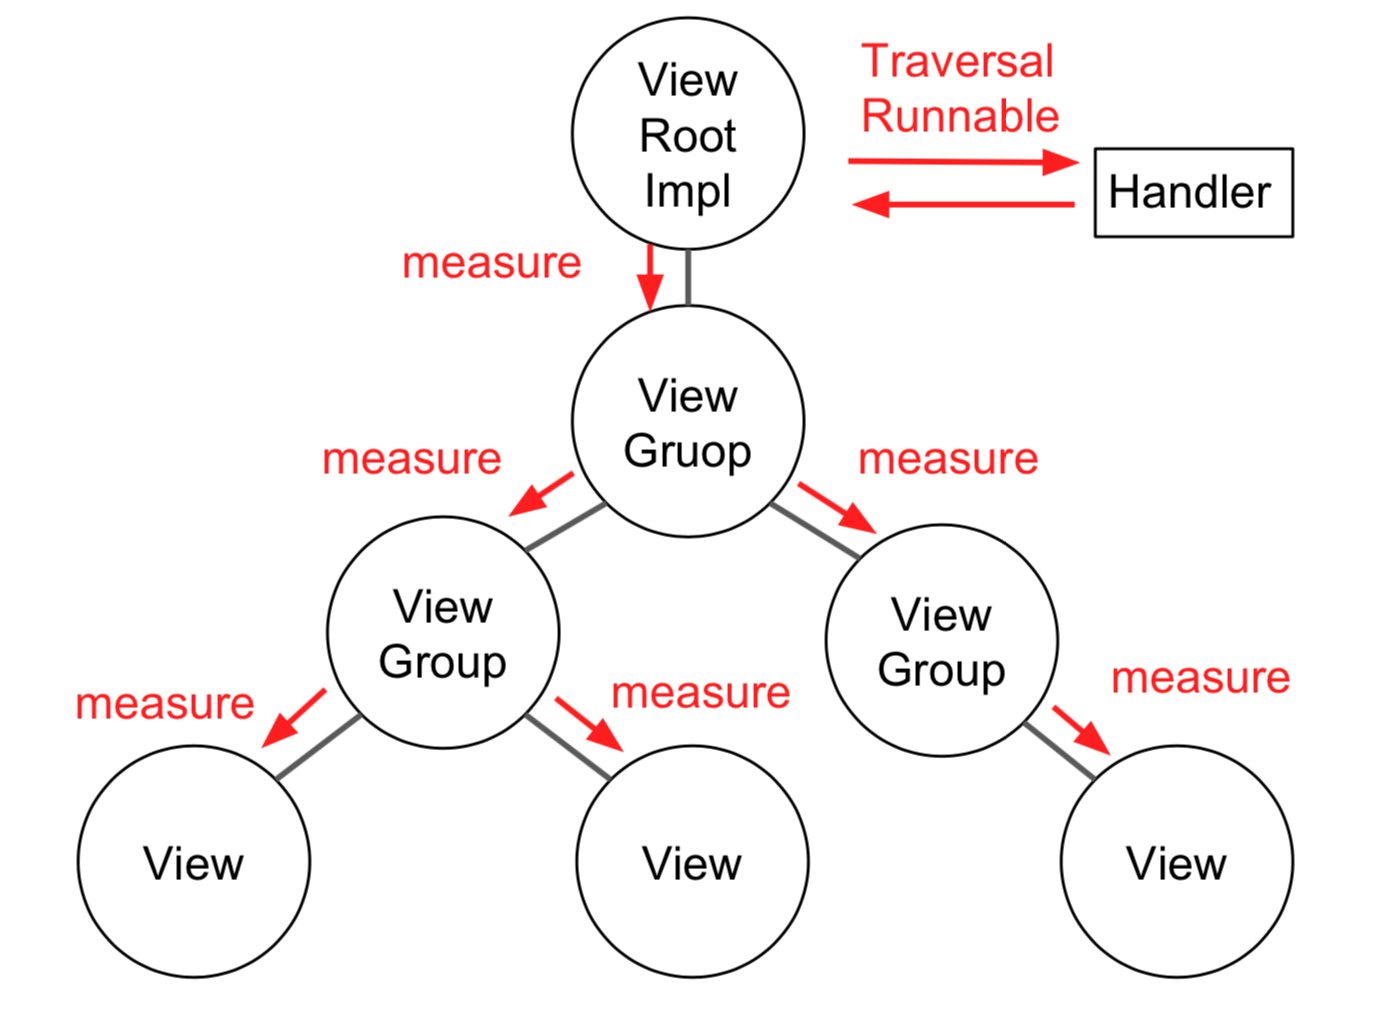 View
Root
Impl
Traversal
Runnable
Handler
measure
View
Gruop
measure
measure
View
Group
View
Group
measure
measure
measure
View
View
View